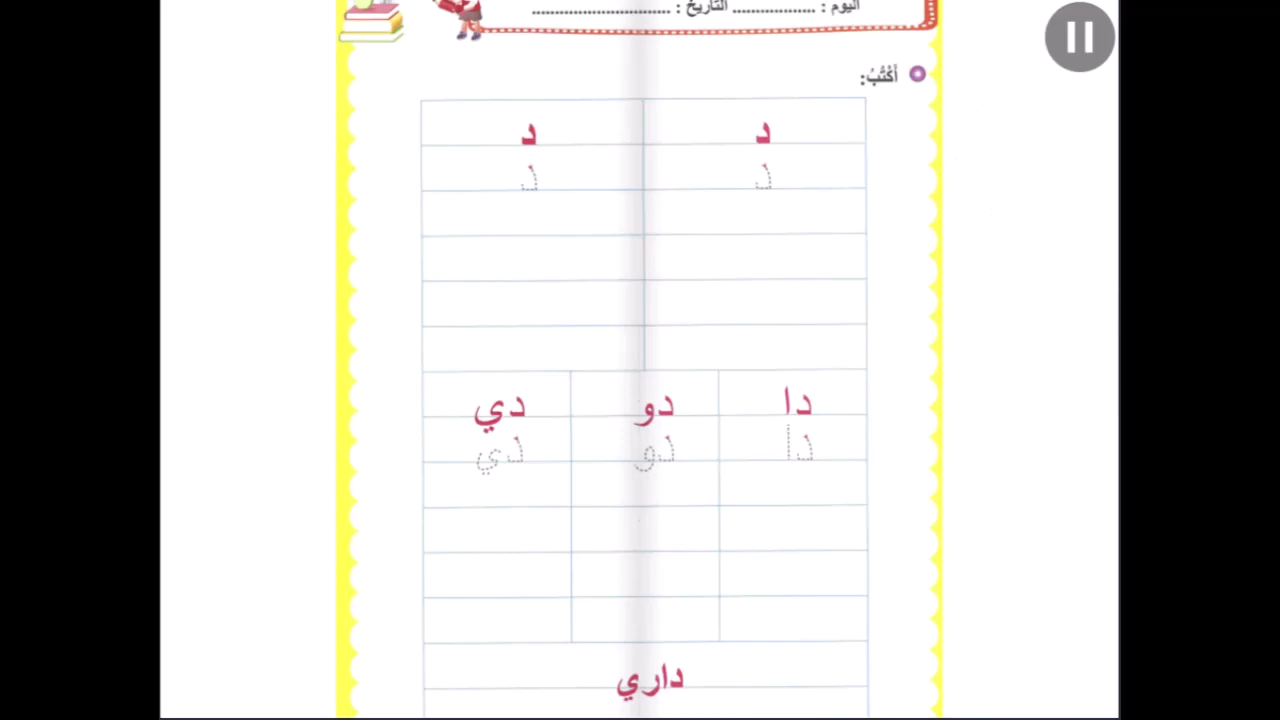 اليوم : .................. التاريخ : ..............................
أَكْتُبُ:
د د
د د
دا دو دي
دا دو دي
داري